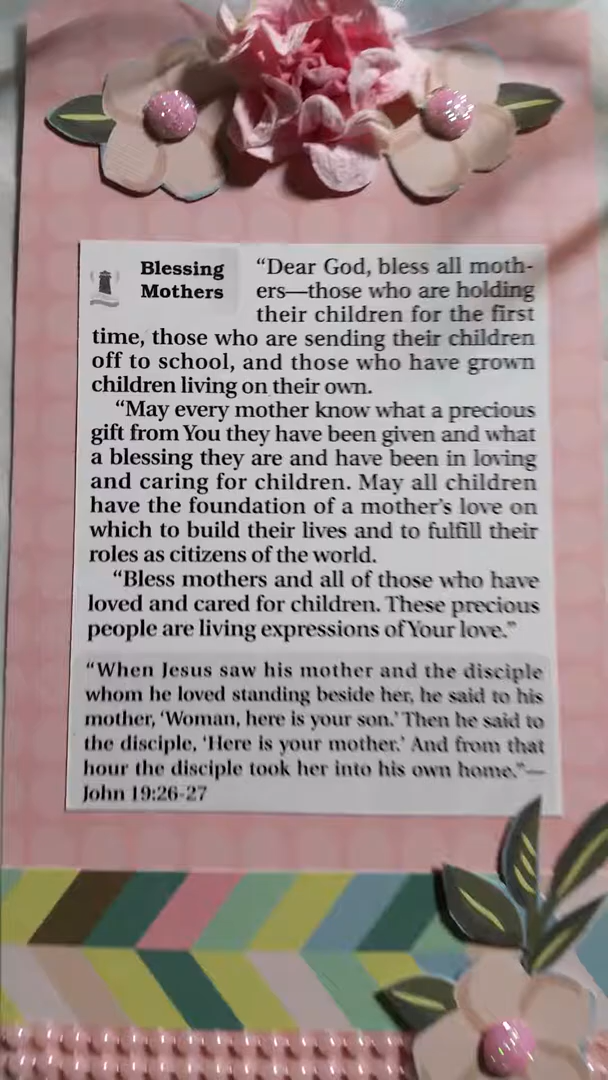 Blessing
Mothers
“Dear God, bless all moth-
ers—those who are holding
their children for the first
time, those who are sending their children
off to school, and those who have grown
children living on their own.
“May every mother know what a precious
gift from You they have been given and what
a blessing they are and have been in loving
and caring for children. May all children
have the foundation of a mother’s love on
which to build their lives and to fulfill their
roles as citizens of the world.
“Bless mothers and all of those who have
loved and cared for children. These precious
people are living expressions of Your love.”
“When Jesus saw his mother and the disciple
whom he loved standing beside her, he said to his
mother, ‘Woman, here is your son.’ Then he said to
the disciple, ‘Here is your mother.’ And from that
hour the disciple took her into his own home.”—
John 19:26-27